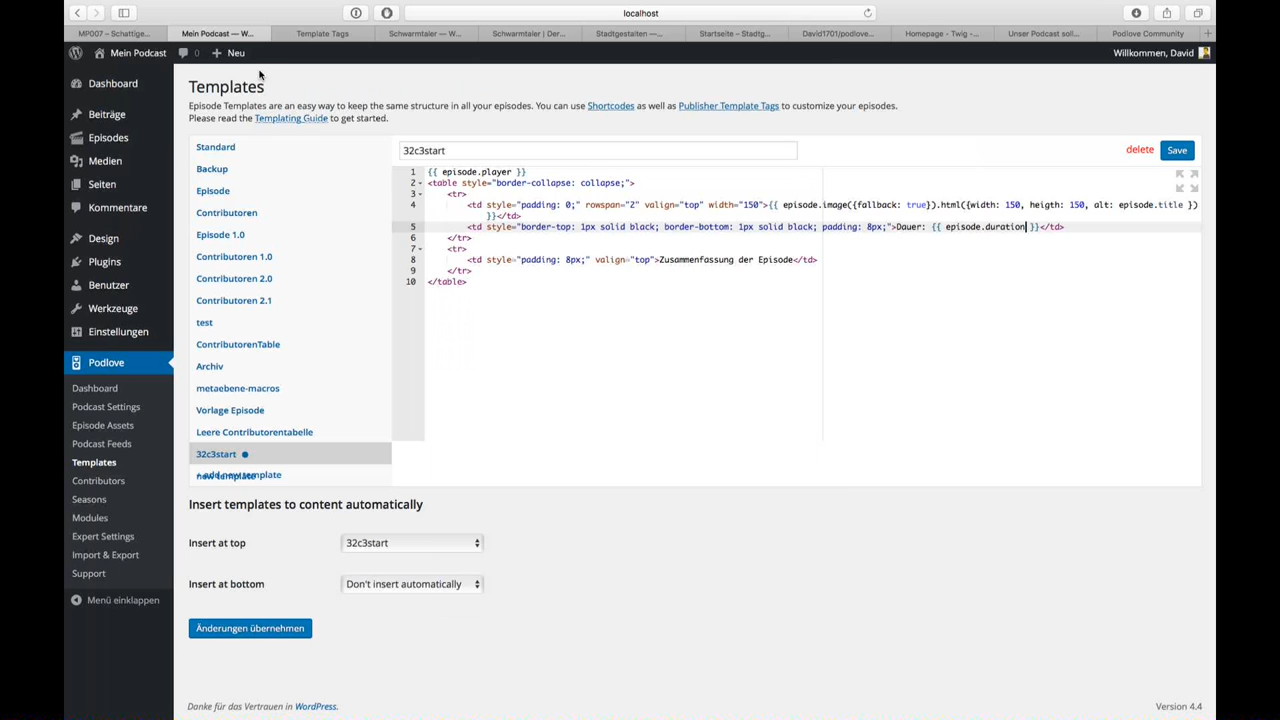 localhost
MP007 – Schattige...
Mein Podcast — W...
Template Tags
Schwarmtaler — W...
Schwarmtaler | Der...
Stadtgestalten —...
Startseite – Stadtg...
David1701/podlove...
Homepage - Twig -...
Unser Podcast soll...
Podlove Community
Mein Podcast
0
Neu
Willkommen, David
Dashboard
Beiträge
Episodes
Medien
Seiten
Kommentare
Design
Plugins
Benutzer
Werkzeuge
Einstellungen
Podlove
Dashboard
Podcast Settings
Episode Assets
Podcast Feeds
Templates
Contributors
Seasons
Modules
Expert Settings
Import & Export
Support
Menü einklappen
Templates
Episode Templates are an easy way to keep the same structure in all your episodes. You can use Shortcodes as well as Publisher Template Tags to customize your episodes.
Please read the Templating Guide to get started.
Standard
Backup
Episode
Contributoren
Episode 1.0
Contributoren 1.0
Contributoren 2.0
Contributoren 2.1
test
ContributorenTable
Archiv
metaebene-macros
Vorlage Episode
Leere Contributorentabelle
32c3start
+ add new template
new template
32c3start
delete
Save
1 {{ episode.player }}
2 <table style="border-collapse: collapse;">
3 <tr>
4 <td style="padding: 0;" rowspan="2" valign="top" width="150">{{ episode.image({fallback: true}).html({width: 150, heigth: 150, alt: episode.title })
}}</td>
5 <td style="border-top: 1px solid black; border-bottom: 1px solid black; padding: 8px;">Dauer: {{ episode.duration }}</td>
6 </tr>
7 <tr>
8 <td style="padding: 8px;" valign="top">Zusammenfassung der Episode</td>
9 </tr>
10 </table>
Insert templates to content automatically
Insert at top
32c3start
Insert at bottom
Don't insert automatically
Änderungen übernehmen
Danke für das Vertrauen in WordPress.
Version 4.4